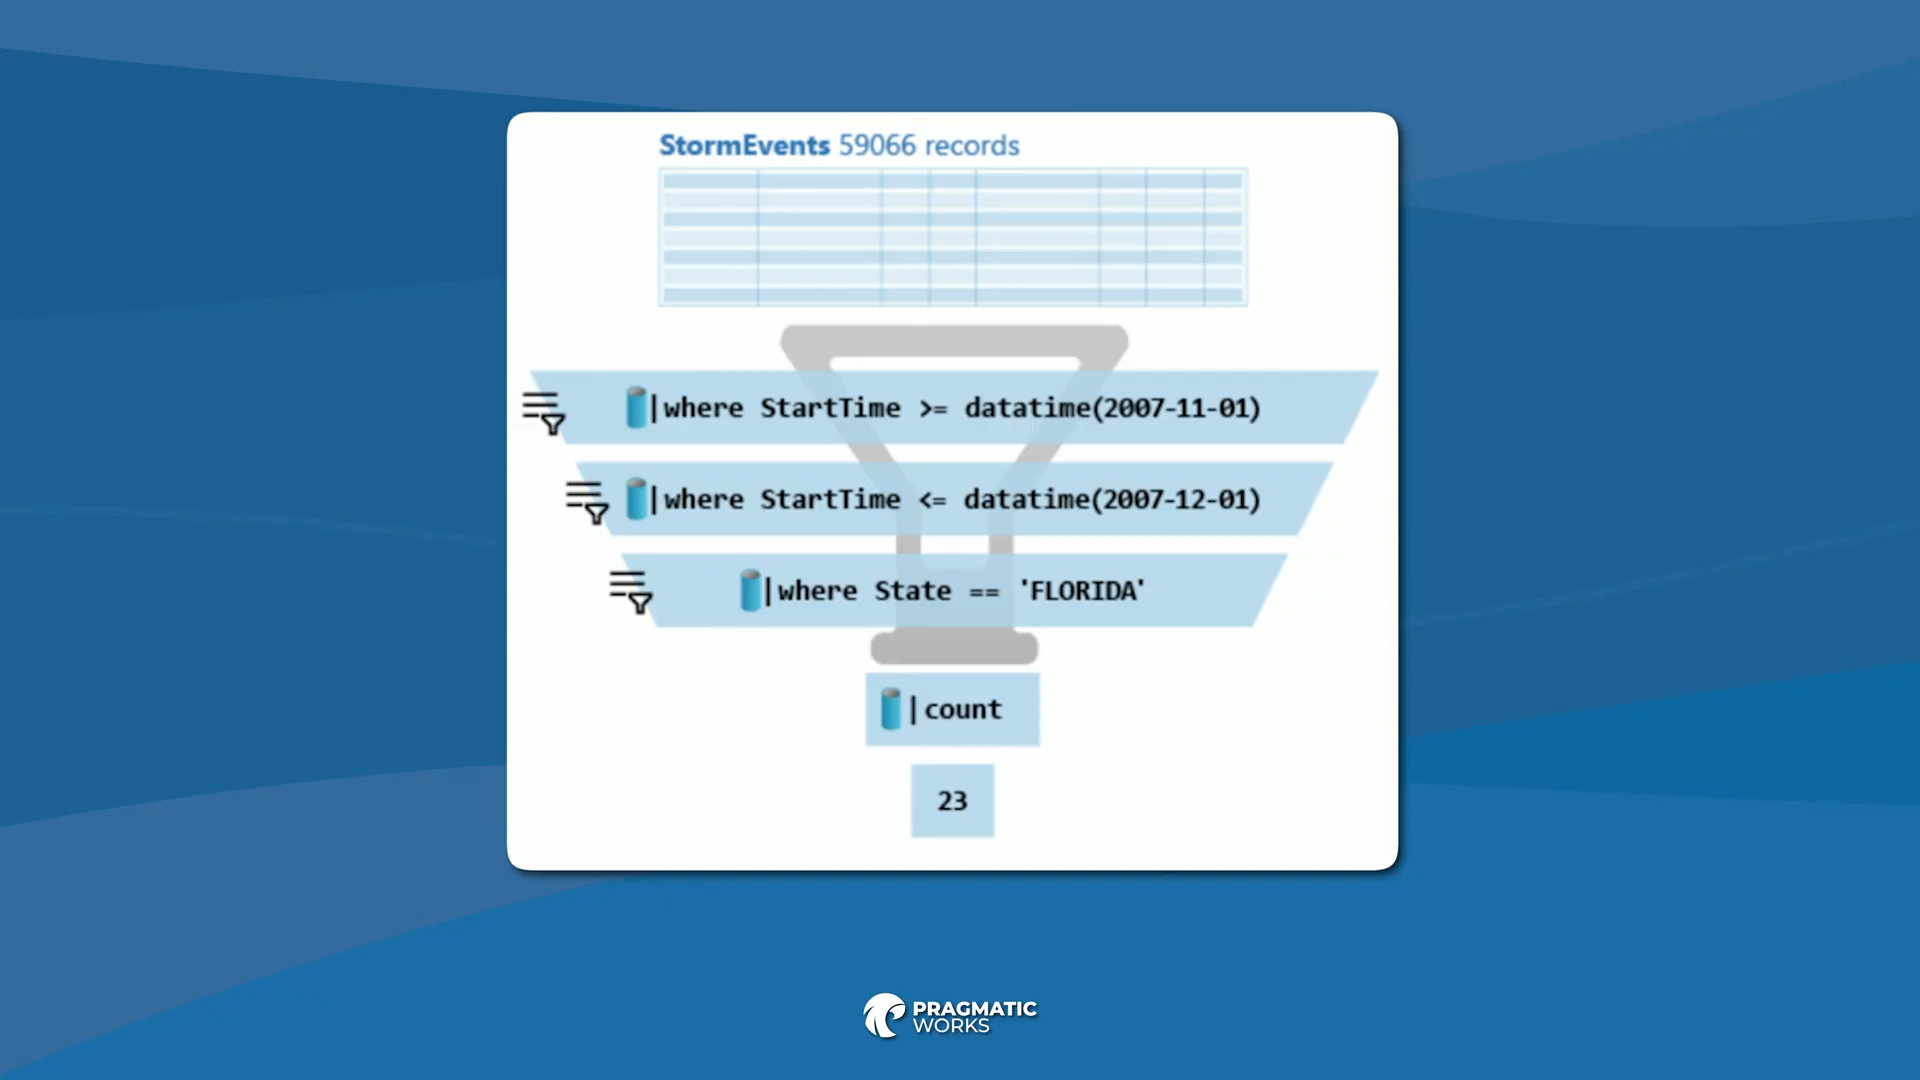 StormEvents 59066 records
|where StartTime >= datatime(2007-11-01)
|where StartTime <= datatime(2007-12-01)
|where State == 'FLORIDA'
|count
23
PRAGMATIC
WORKS